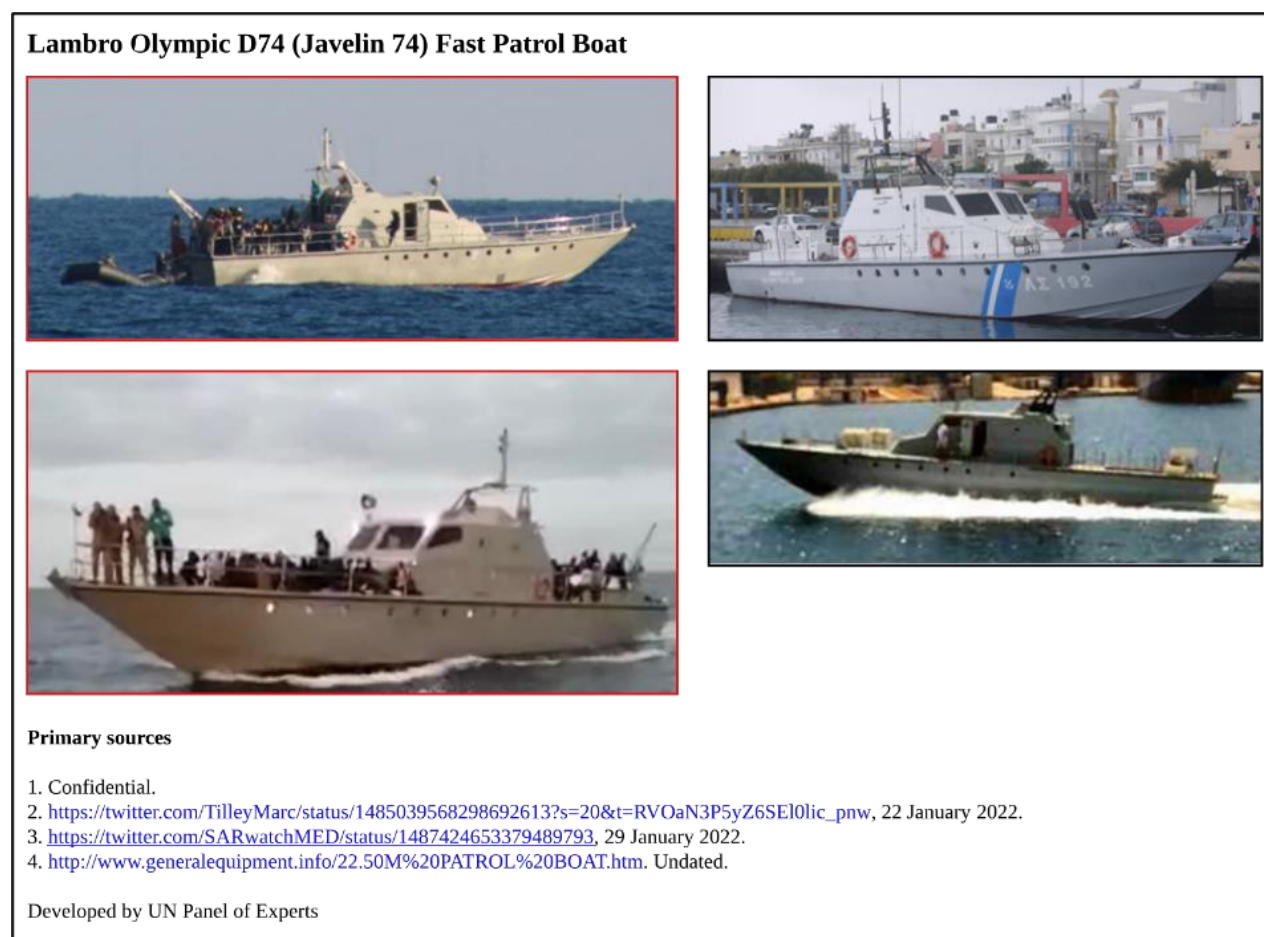 Lambro Olympic D74 (Javelin 74) Fast Patrol Boat
ΛΣ 192
Primary sources
1. Confidential.
2. https://twitter.com/TilleyMarc/status/1485039568298692613?s=20&t=RVOaN3P5yZ6SEl0lic_pnw, 22 January 2022.
3. https://twitter.com/SARwatchMED/status/1487424653379489793, 29 January 2022.
4. http://www.generalequipment.info/22.50M%20PATROL%20BOAT.htm. Undated.
Developed by UN Panel of Experts